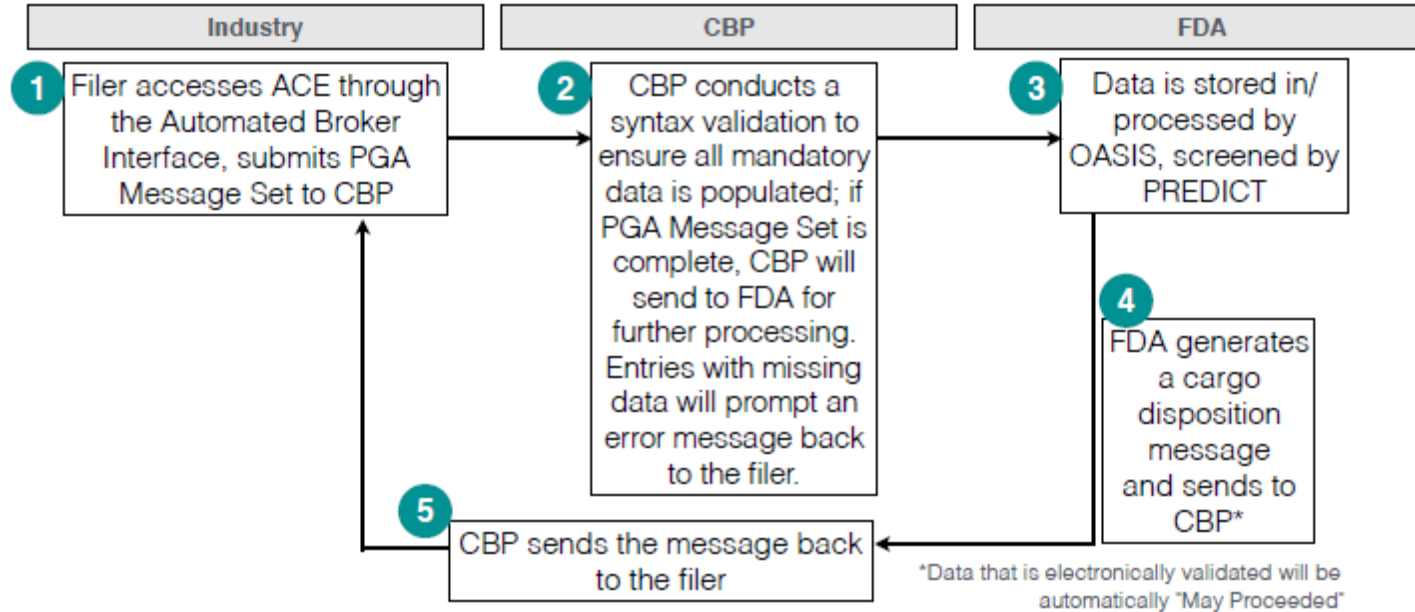 Industry
CBP
FDA
1
Filer accesses ACE through
the Automated Broker
Interface, submits PGA
Message Set to CBP
2
CBP conducts a
syntax validation to
ensure all mandatory
data is populated; if
PGA Message Set is
complete, CBP will
send to FDA for
further processing.
Entries with missing
data will prompt an
error message back
to the filer.
3
Data is stored in/
processed by
OASIS, screened by
PREDICT
4
FDA generates
a cargo
disposition
message
and sends to
CBP*
5
CBP sends the message back
to the filer
*Data that is electronically validated will be
automatically "May Proceeded"